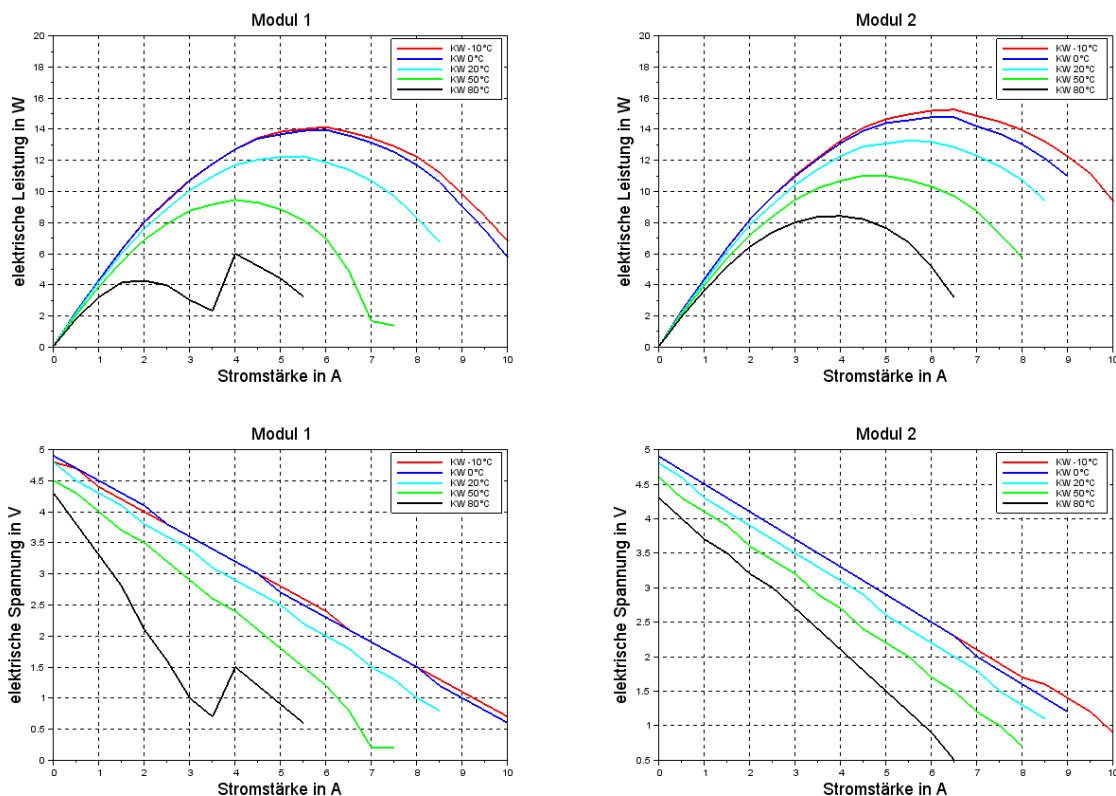 Modul 1
elektrische Leistung in W
20
18
16
14
12
10
8
6
4
2
0
KW -10°C
KW 0°C
KW 20°C
KW 50°C
KW 80°C
0 1 2 3 4 5 6 7 8 9 10
Stromstärke in A
Modul 2
elektrische Leistung in W
20
18
16
14
12
10
8
6
4
2
0
KW -10°C
KW 0°C
KW 20°C
KW 50°C
KW 80°C
0 1 2 3 4 5 6 7 8 9 10
Stromstärke in A
Modul 1
elektrische Spannung in V
5
4.5
4
3.5
3
2.5
2
1.5
1
0.5
0
KW -10°C
KW 0°C
KW 20°C
KW 50°C
KW 80°C
0 1 2 3 4 5 6 7 8 9 10
Stromstärke in A
Modul 2
elektrische Spannung in V
5
4.5
4
3.5
3
2.5
2
1.5
1
0.5
KW -10°C
KW 0°C
KW 20°C
KW 50°C
KW 80°C
0 1 2 3 4 5 6 7 8 9 10
Stromstärke in A